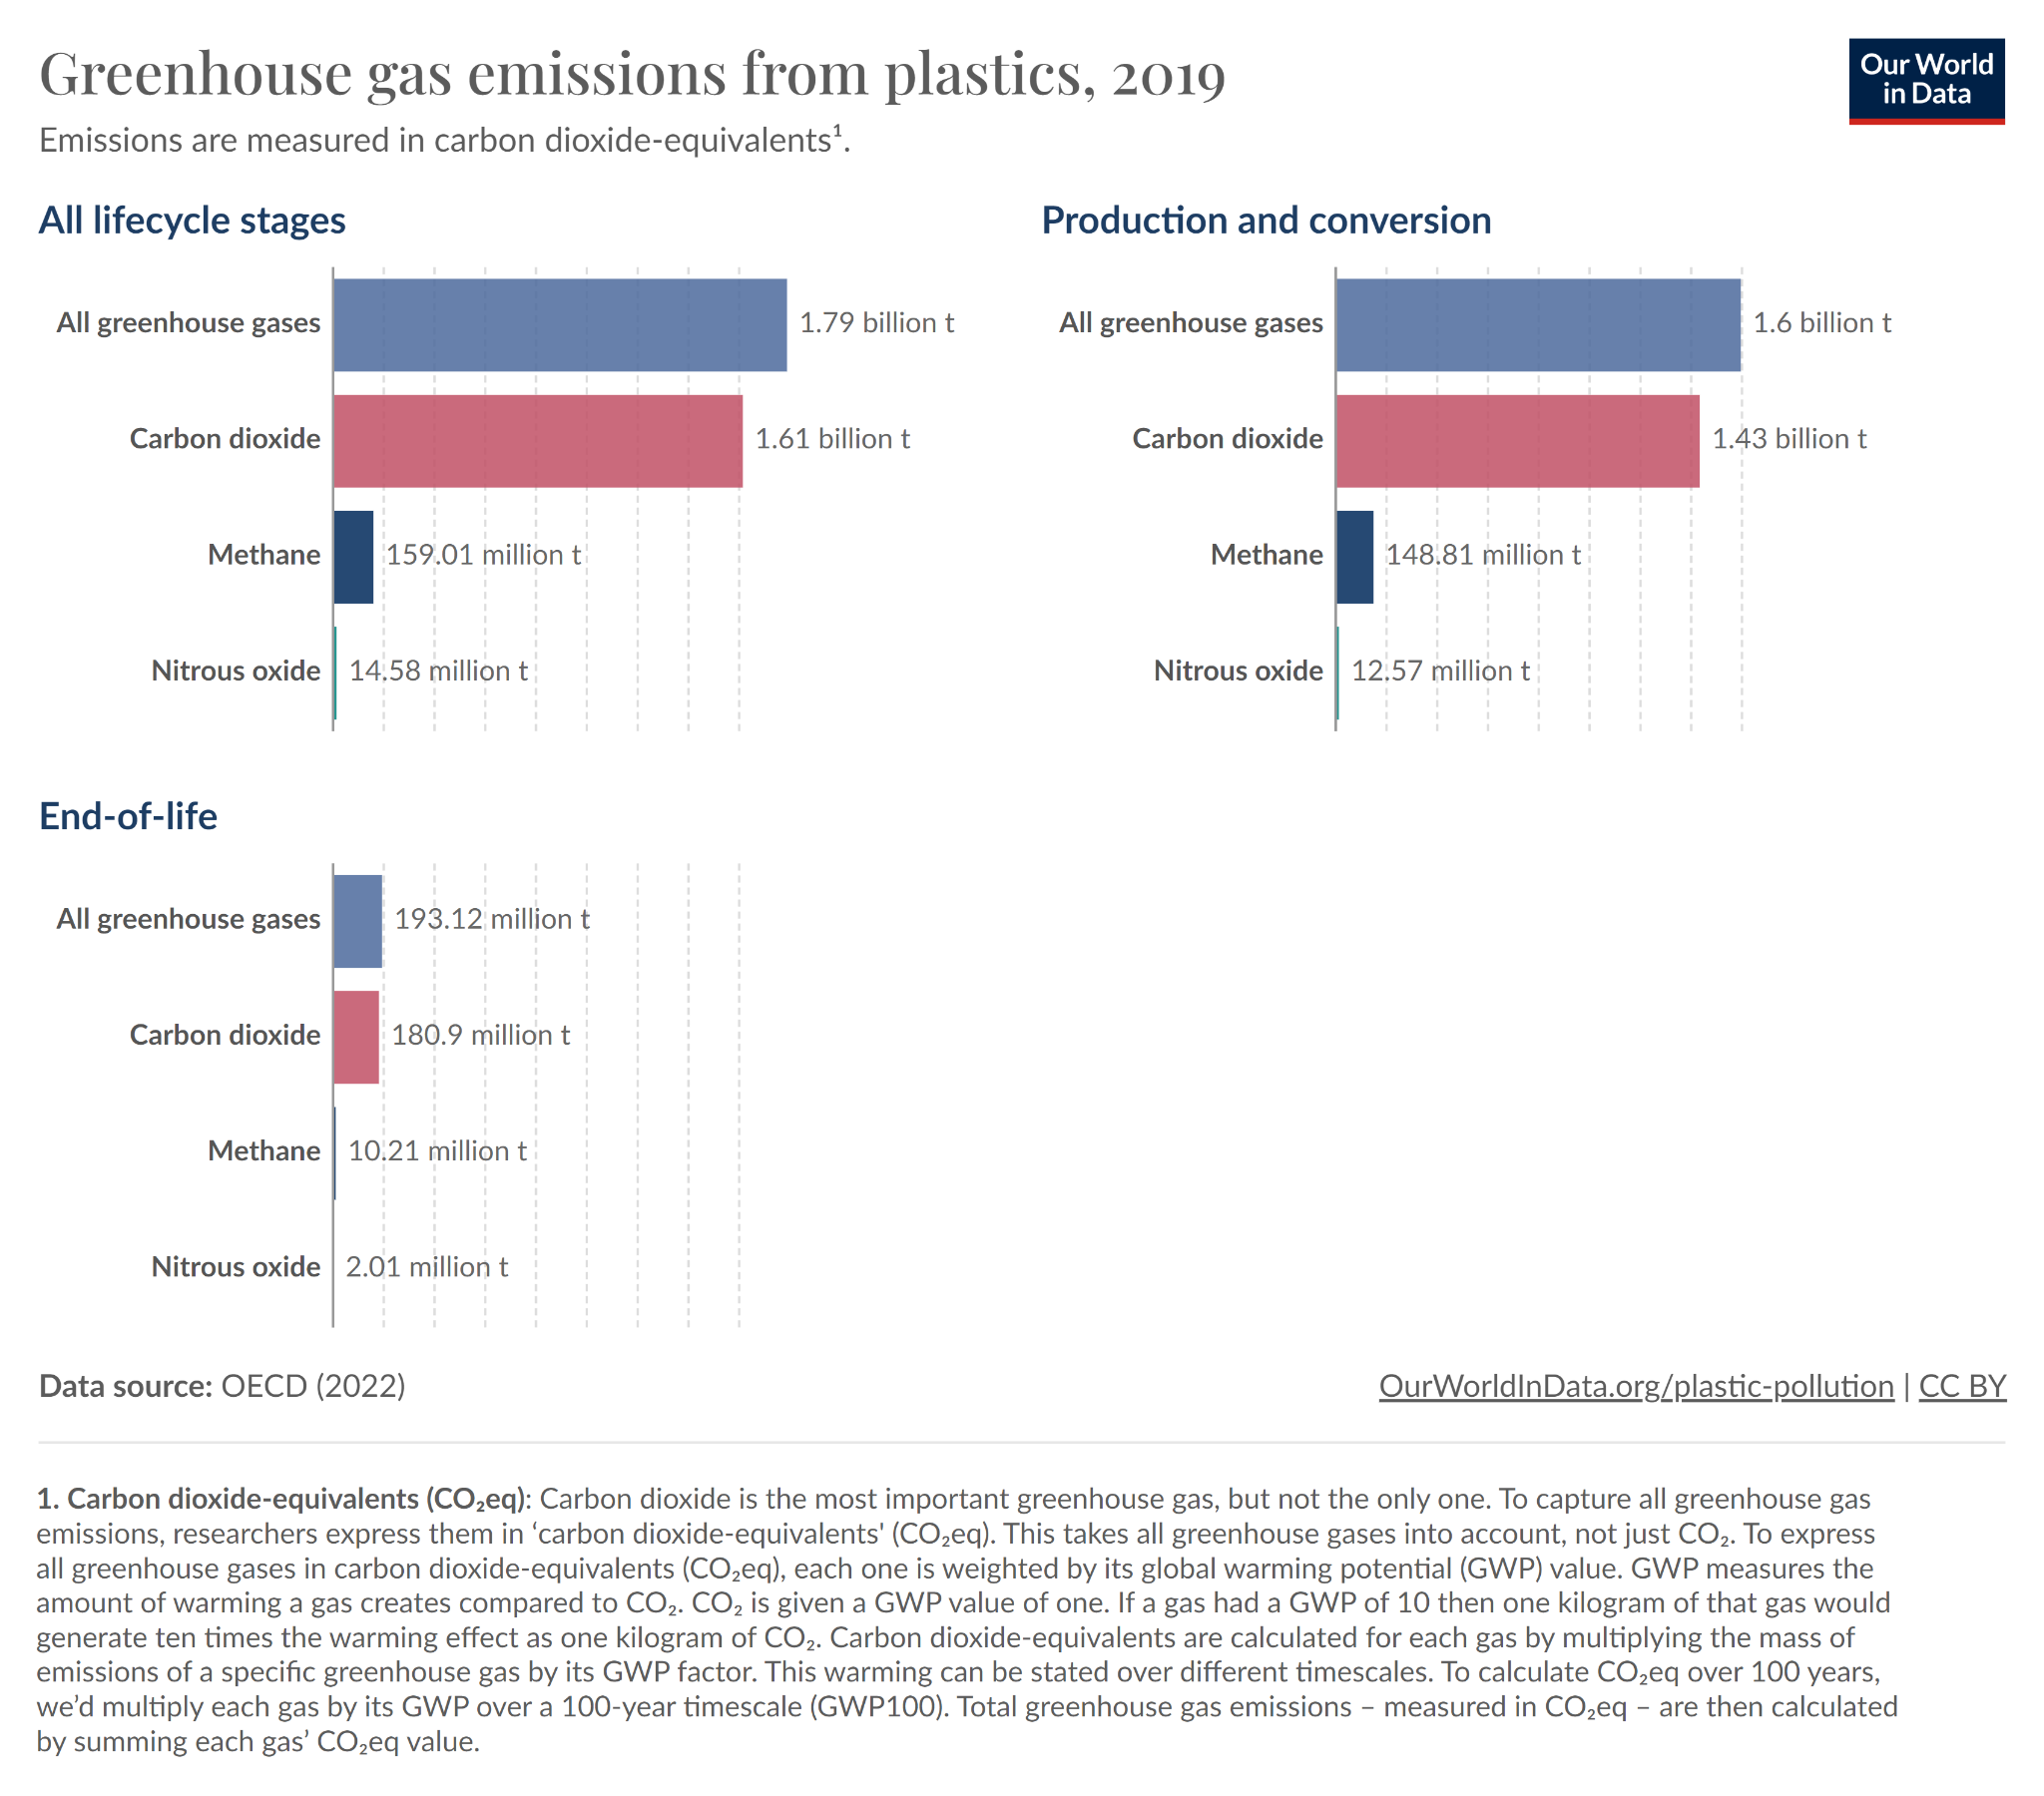 Greenhouse gas emissions from plastics, 2019
Our World
in Data
Emissions are measured in carbon dioxide-equivalents¹.
All lifecycle stages
All greenhouse gases 1.79 billion t
Carbon dioxide 1.61 billion t
Methane 159.01 million t
Nitrous oxide 14.58 million t
Production and conversion
All greenhouse gases 1.6 billion t
Carbon dioxide 1.43 billion t
Methane 148.81 million t
Nitrous oxide 12.57 million t
End-of-life
All greenhouse gases 193.12 million t
Carbon dioxide 180.9 million t
Methane 10.21 million t
Nitrous oxide 2.01 million t
Data source: OECD (2022)
OurWorldInData.org/plastic-pollution | CC BY
1. Carbon dioxide-equivalents (CO₂eq): Carbon dioxide is the most important greenhouse gas, but not the only one. To capture all greenhouse gas
emissions, researchers express them in ‘carbon dioxide-equivalents' (CO₂eq). This takes all greenhouse gases into account, not just CO₂. To express
all greenhouse gases in carbon dioxide-equivalents (CO₂eq), each one is weighted by its global warming potential (GWP) value. GWP measures the
amount of warming a gas creates compared to CO₂. CO₂ is given a GWP value of one. If a gas had a GWP of 10 then one kilogram of that gas would
generate ten times the warming effect as one kilogram of CO₂. Carbon dioxide-equivalents are calculated for each gas by multiplying the mass of
emissions of a specific greenhouse gas by its GWP factor. This warming can be stated over different timescales. To calculate CO₂eq over 100 years,
we’d multiply each gas by its GWP over a 100-year timescale (GWP100). Total greenhouse gas emissions – measured in CO₂eq – are then calculated
by summing each gas’ CO₂eq value.